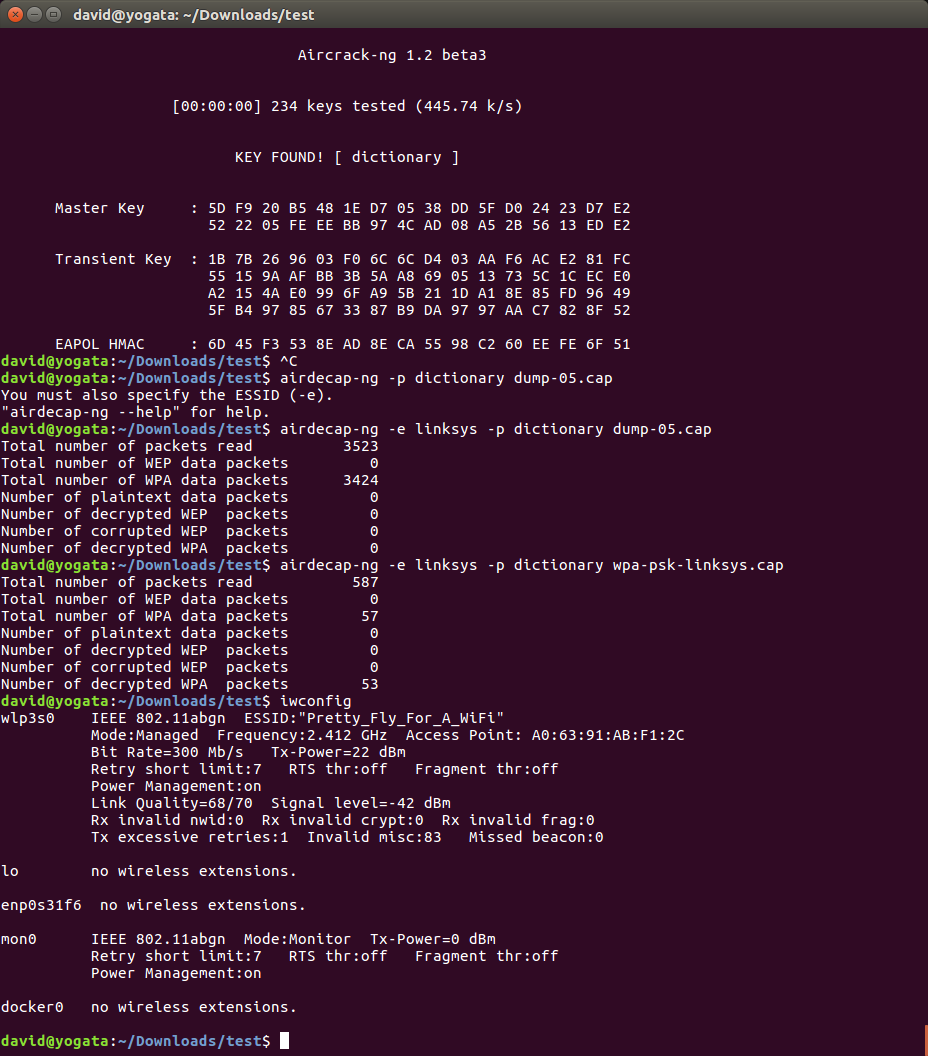 david@yogata: ~/Downloads/test
Aircrack-ng 1.2 beta3
[00:00:00] 234 keys tested (445.74 k/s)
KEY FOUND! [ dictionary ]
Master Key     : 5D F9 20 B5 48 1E D7 05 38 DD 5F D0 24 23 D7 E2
52 22 05 FE EE BB 97 4C AD 08 A5 2B 56 13 ED E2
Transient Key  : 1B 7B 26 96 03 F0 6C 6C D4 03 AA F6 AC E2 81 FC
55 15 9A AF BB 3B 5A A8 69 05 13 73 5C 1C EC E0
A2 15 4A E0 99 6F A9 5B 21 1D A1 8E 85 FD 96 49
5F B4 97 85 67 33 87 B9 DA 97 97 AA C7 82 8F 52
EAPOL HMAC     : 6D 45 F3 53 8E AD 8E CA 55 98 C2 60 EE FE 6F 51
david@yogata:~/Downloads/test$ ^C
david@yogata:~/Downloads/test$ airdecap-ng -p dictionary dump-05.cap
You must also specify the ESSID (-e).
"airdecap-ng --help" for help.
david@yogata:~/Downloads/test$ airdecap-ng -e linksys -p dictionary dump-05.cap
Total number of packets read          3523
Total number of WEP data packets         0
Total number of WPA data packets      3424
Number of plaintext data packets         0
Number of decrypted WEP  packets         0
Number of corrupted WEP  packets         0
Number of decrypted WPA  packets         0
david@yogata:~/Downloads/test$ airdecap-ng -e linksys -p dictionary wpa-psk-linksys.cap
Total number of packets read           587
Total number of WEP data packets         0
Total number of WPA data packets        57
Number of plaintext data packets         0
Number of decrypted WEP  packets         0
Number of corrupted WEP  packets         0
Number of decrypted WPA  packets        53
david@yogata:~/Downloads/test$ iwconfig
wlp3s0    IEEE 802.11abgn  ESSID:"Pretty_Fly_For_A_WiFi"
Mode:Managed  Frequency:2.412 GHz  Access Point: A0:63:91:AB:F1:2C
Bit Rate=300 Mb/s   Tx-Power=22 dBm
Retry short limit:7   RTS thr:off   Fragment thr:off
Power Management:on
Link Quality=68/70  Signal level=-42 dBm
Rx invalid nwid:0  Rx invalid crypt:0  Rx invalid frag:0
Tx excessive retries:1  Invalid misc:83   Missed beacon:0
lo        no wireless extensions.
enp0s31f6  no wireless extensions.
mon0      IEEE 802.11abgn  Mode:Monitor  Tx-Power=0 dBm
Retry short limit:7   RTS thr:off   Fragment thr:off
Power Management:on
docker0   no wireless extensions.
david@yogata:~/Downloads/test$